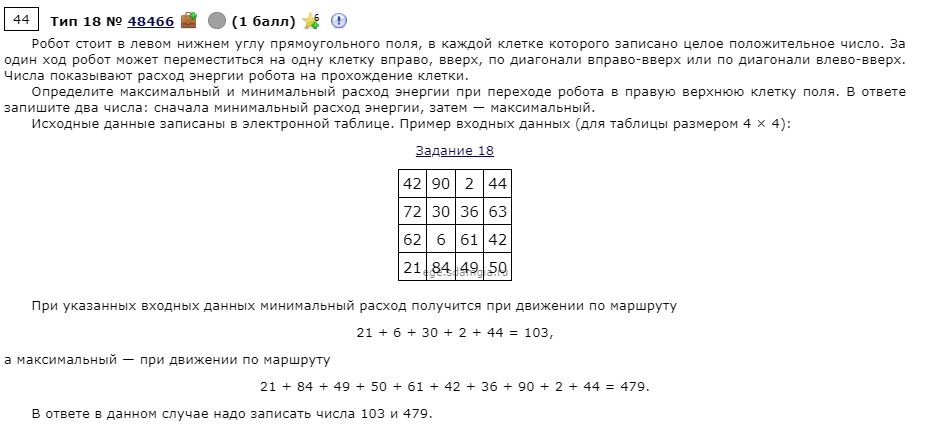 44 Тип 18 № 48466 (1 балл) 6
Робот стоит в левом нижнем углу прямоугольного поля, в каждой клетке которого записано целое положительное число. За
один ход робот может переместиться на одну клетку вправо, вверх, по диагонали вправо-вверх или по диагонали влево-вверх.
Числа показывают расход энергии робота на прохождение клетки.
Определите максимальный и минимальный расход энергии при переходе робота в правую верхнюю клетку поля. В ответе
запишите два числа: сначала минимальный расход энергии, затем — максимальный.
Исходные данные записаны в электронной таблице. Пример входных данных (для таблицы размером 4 × 4):
Задание 18
42 90 2 44
72 30 36 63
62 6 61 42
21 84 49 50
ege.sdamgia.ru
При указанных входных данных минимальный расход получится при движении по маршруту
21 + 6 + 30 + 2 + 44 = 103,
а максимальный — при движении по маршруту
21 + 84 + 49 + 50 + 61 + 42 + 36 + 90 + 2 + 44 = 479.
В ответе в данном случае надо записать числа 103 и 479.